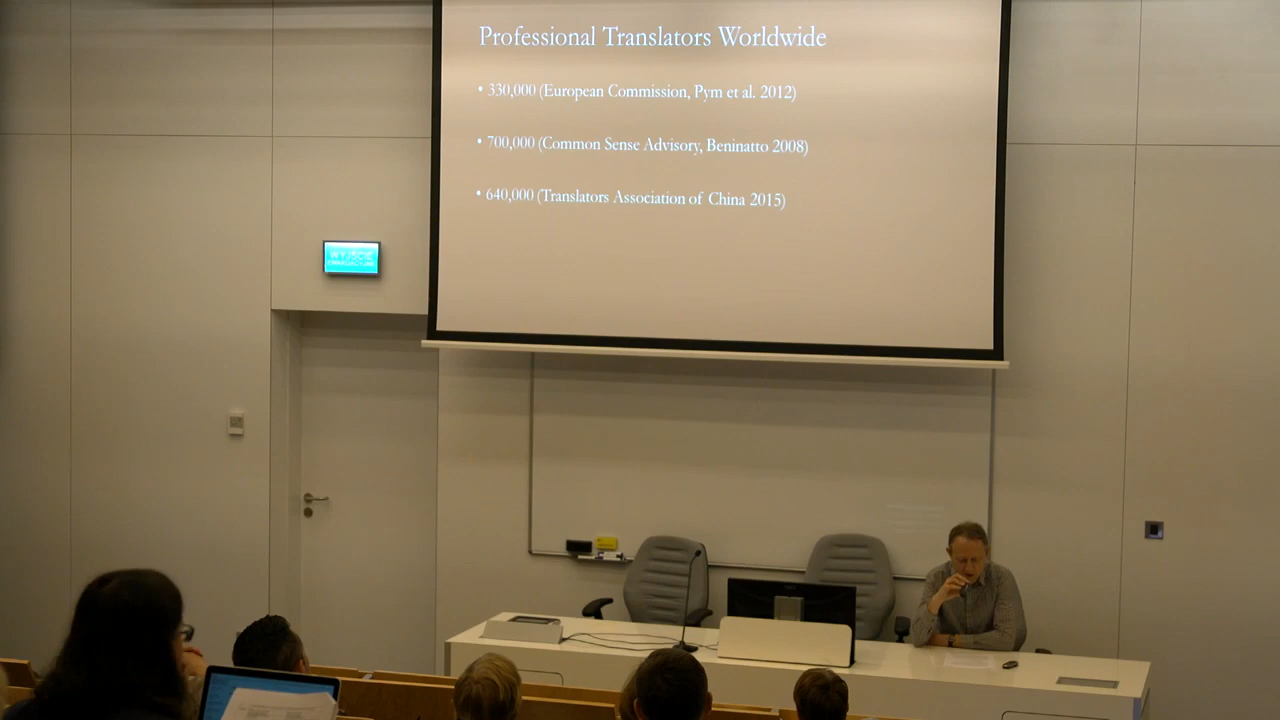 Professional Translators Worldwide
• 330,000 (European Commission, Pym et al. 2012)
• 700,000 (Common Sense Advisory, Beninatto 2008)
• 640,000 (Translators Association of China 2015)
WYJŚCIE